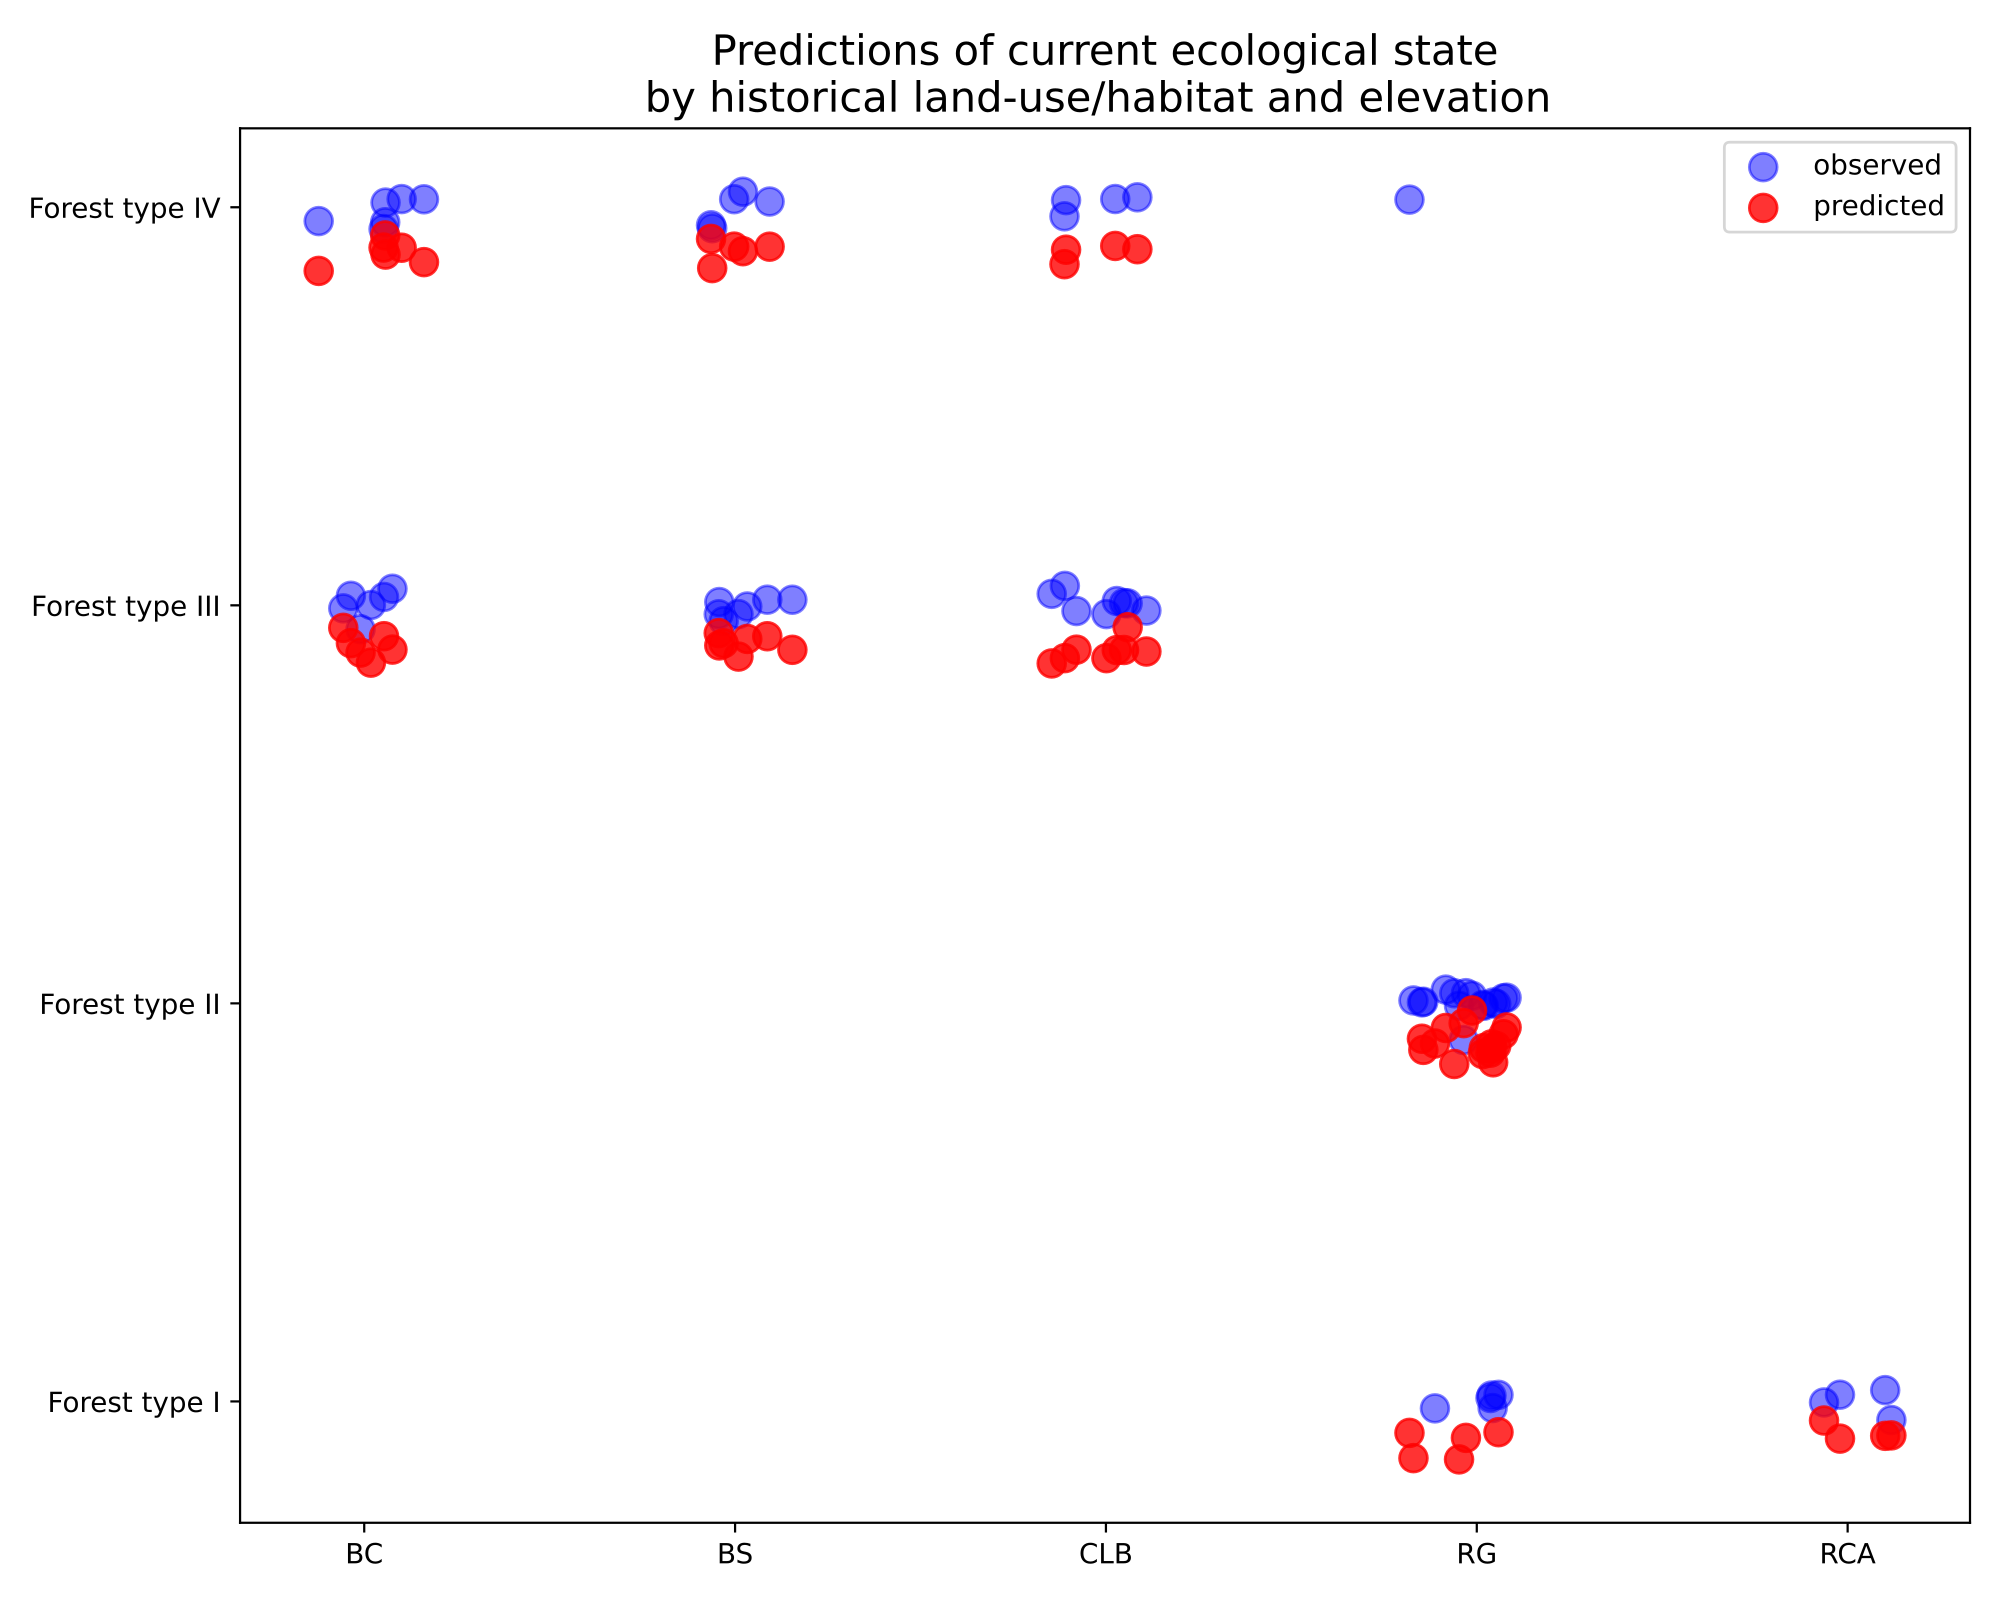 Predictions of current ecological state
by historical land-use/habitat and elevation
observed
predicted
Forest type IV
Forest type III
Forest type II
Forest type I
BC
BS
CLB
RG
RCA